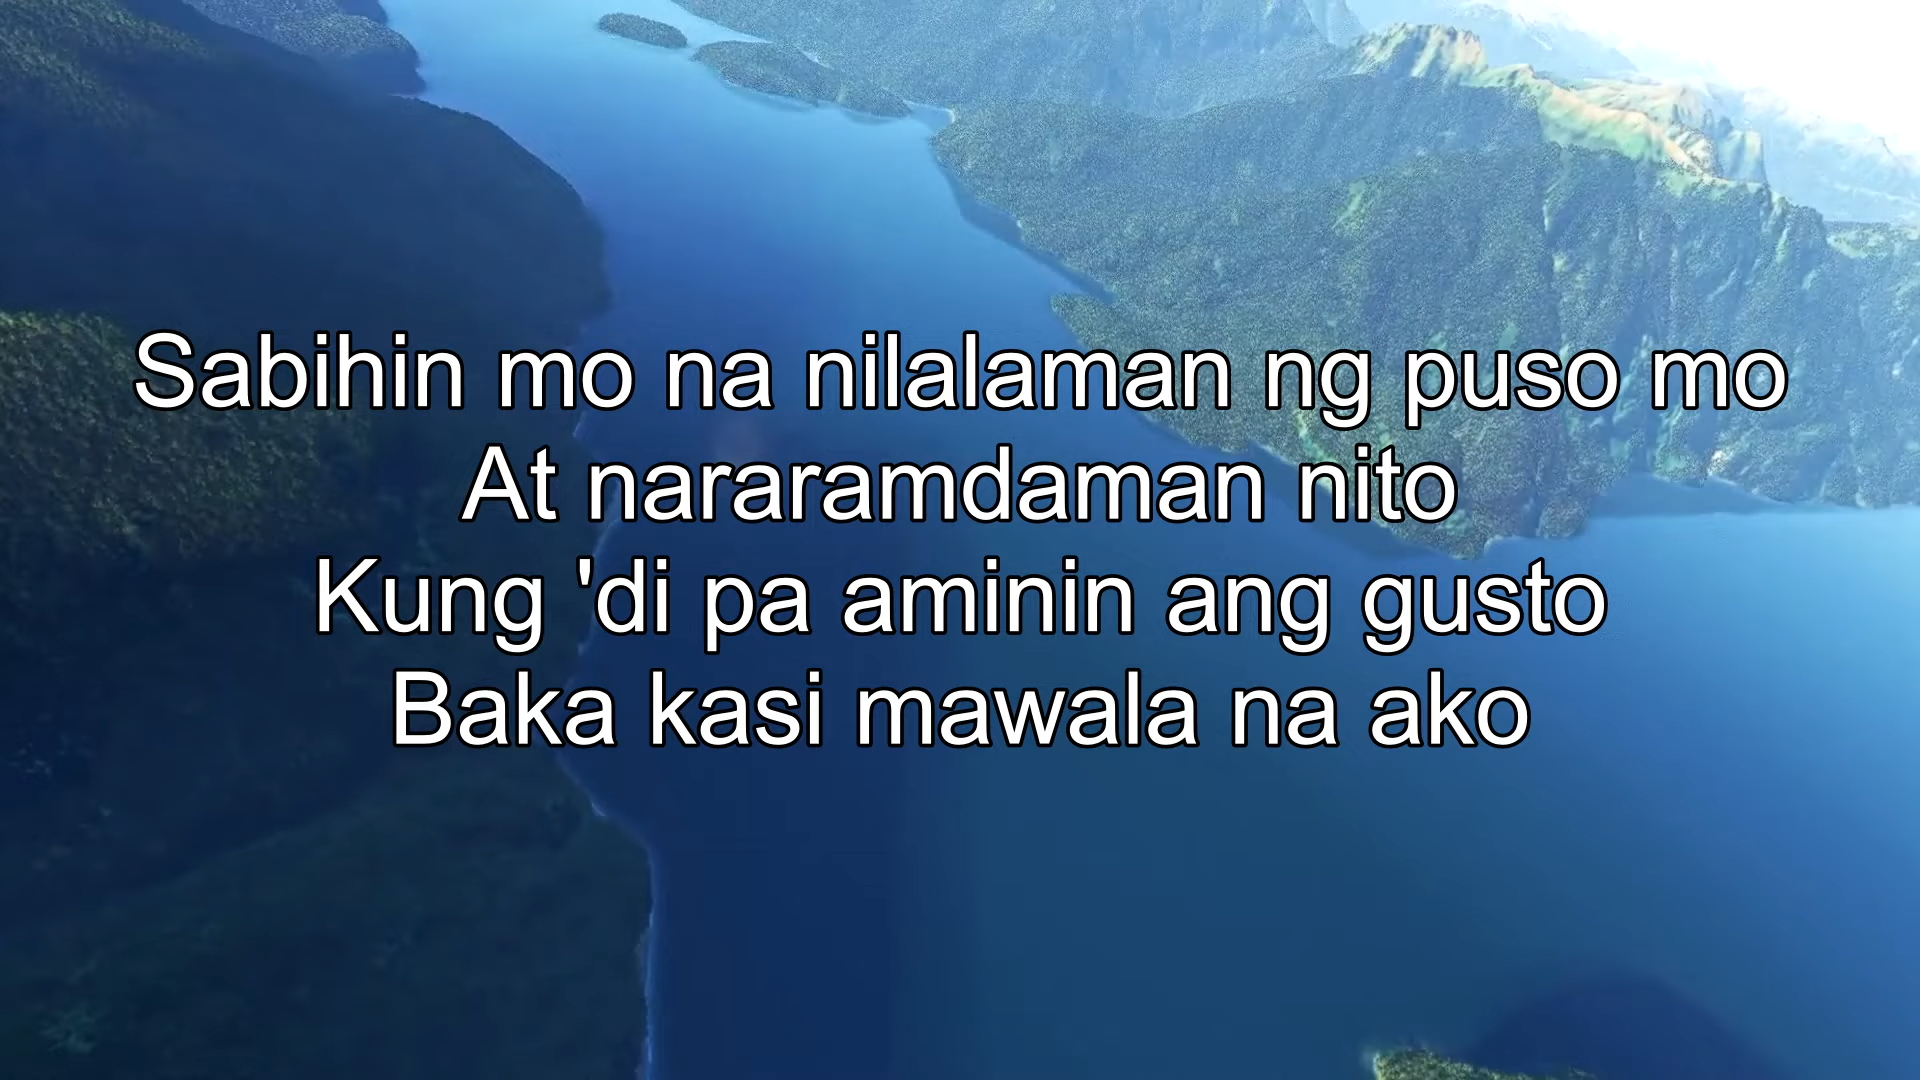 Sabihin mo na nilalaman ng puso mo
At nararamdaman nito
Kung 'di pa aminin ang gusto
Baka kasi mawala na ako